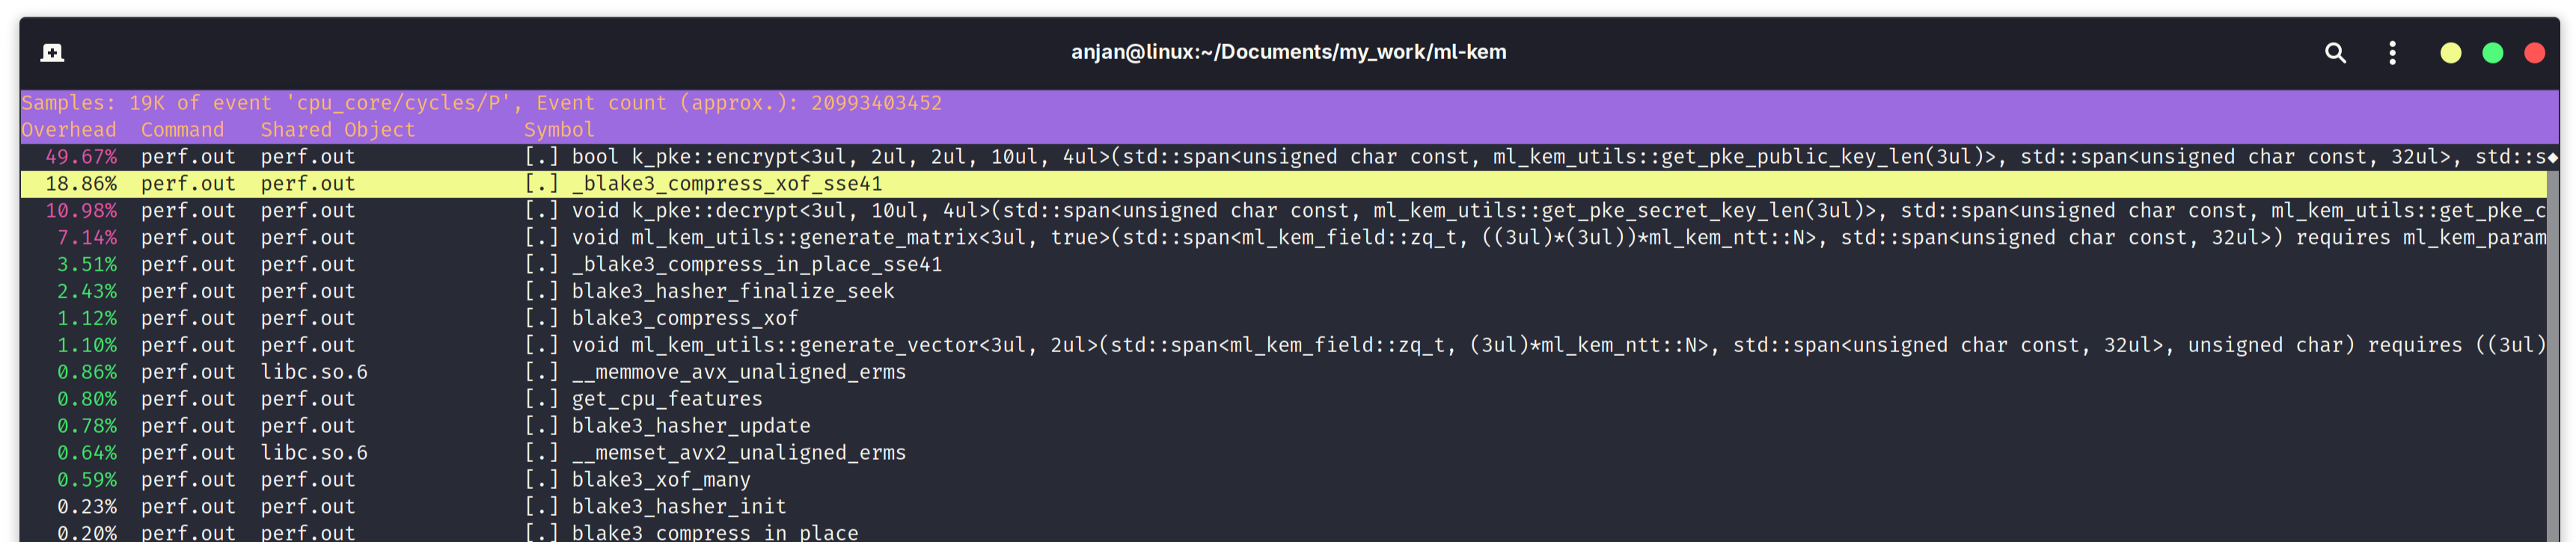 anjan@linux:~/Documents/my_work/ml-kem
Samples: 19K of event 'cpu_core/cycles/P', Event count (approx.): 20993403452
Overhead  Command  Shared Object         Symbol
  49.67%  perf.out  perf.out              [.] bool k_pke::encrypt<3ul, 2ul, 2ul, 10ul, 4ul>(std::span<unsigned char const, ml_kem_utils::get_pke_public_key_len(3ul)>, std::span<unsigned char const, 32ul>, std::s◆
  18.86%  perf.out  perf.out              [.] _blake3_compress_xof_sse41
  10.98%  perf.out  perf.out              [.] void k_pke::decrypt<3ul, 10ul, 4ul>(std::span<unsigned char const, ml_kem_utils::get_pke_secret_key_len(3ul)>, std::span<unsigned char const, ml_kem_utils::get_pke_c
   7.14%  perf.out  perf.out              [.] void ml_kem_utils::generate_matrix<3ul, true>(std::span<ml_kem_field::zq_t, ((3ul)*(3ul))*ml_kem_ntt::N>, std::span<unsigned char const, 32ul>) requires ml_kem_param
   3.51%  perf.out  perf.out              [.] _blake3_compress_in_place_sse41
   2.43%  perf.out  perf.out              [.] blake3_hasher_finalize_seek
   1.12%  perf.out  perf.out              [.] blake3_compress_xof
   1.10%  perf.out  perf.out              [.] void ml_kem_utils::generate_vector<3ul, 2ul>(std::span<ml_kem_field::zq_t, (3ul)*ml_kem_ntt::N>, std::span<unsigned char const, 32ul>, unsigned char) requires ((3ul)
   0.86%  perf.out  libc.so.6             [.] __memmove_avx_unaligned_erms
   0.80%  perf.out  perf.out              [.] get_cpu_features
   0.78%  perf.out  perf.out              [.] blake3_hasher_update
   0.64%  perf.out  libc.so.6             [.] __memset_avx2_unaligned_erms
   0.59%  perf.out  perf.out              [.] blake3_xof_many
   0.23%  perf.out  perf.out              [.] blake3_hasher_init
   0.20%  perf.out  perf.out              [.] blake3_compress_in_place